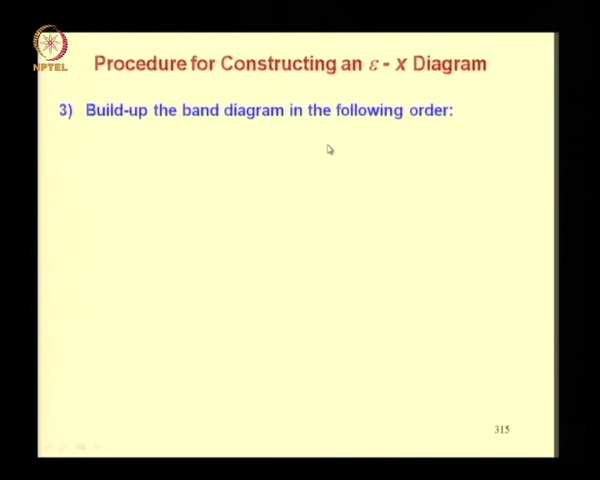 NPTEL
Procedure for Constructing an ε - x Diagram
3) Build-up the band diagram in the following order:
315